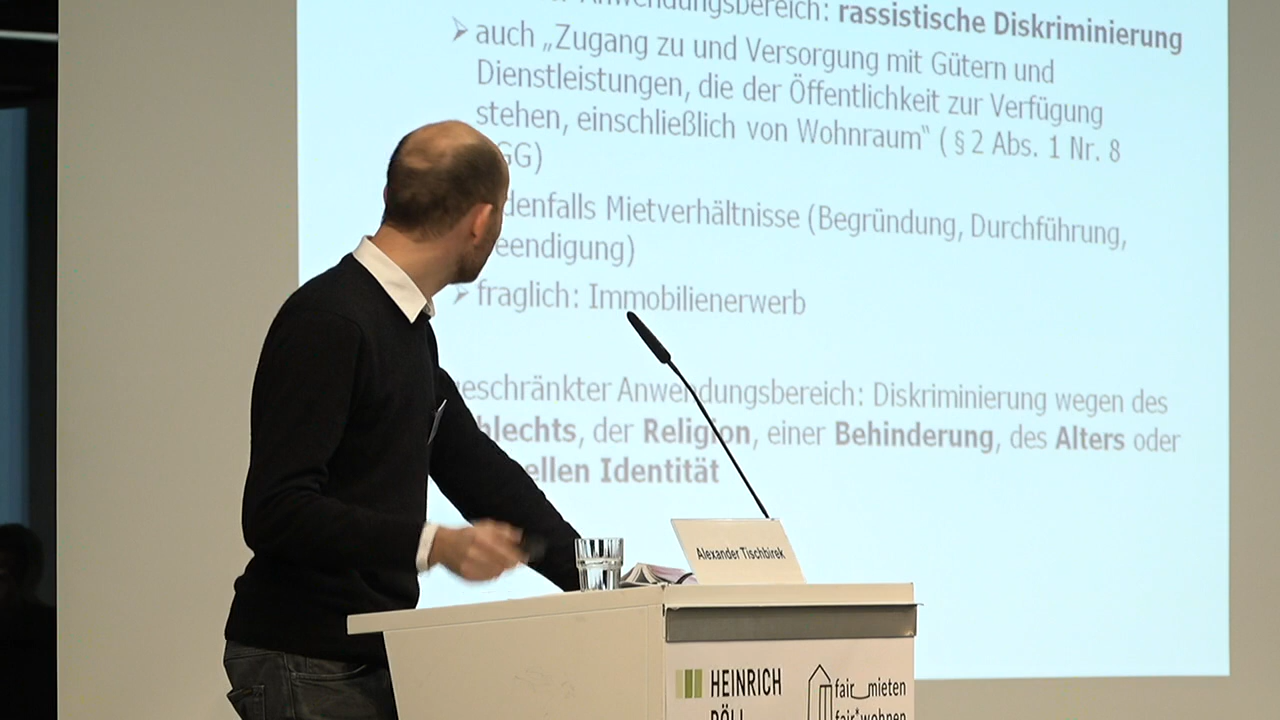 Anwendungsbereich: rassistische Diskriminierung
auch „Zugang zu und Versorgung mit Gütern und
Dienstleistungen, die der Öffentlichkeit zur Verfügung
stehen, einschließlich von Wohnraum“ ( § 2 Abs. 1 Nr. 8
GG)
denfalls Mietverhältnisse (Begründung, Durchführung,
eendigung)
fraglich: Immobilienerwerb
eschränkter Anwendungsbereich: Diskriminierung wegen des
hlechts, der Religion, einer Behinderung, des Alters oder
ellen Identität
Alexander Tischbirek
HEINRICH
BÖLL
fair_mieten
fair*wohnen